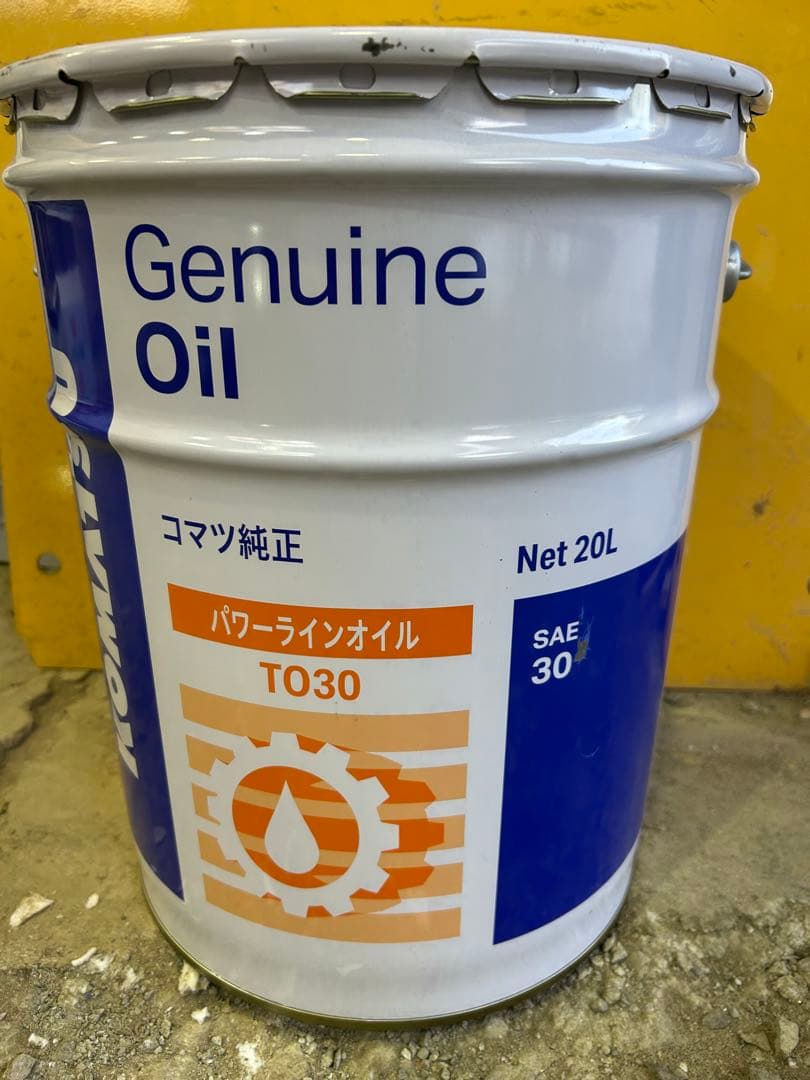 Genuine
Oil
KOMATSU
コマツ純正
Net 20L
パワーラインオイル
TO30
SAE
30